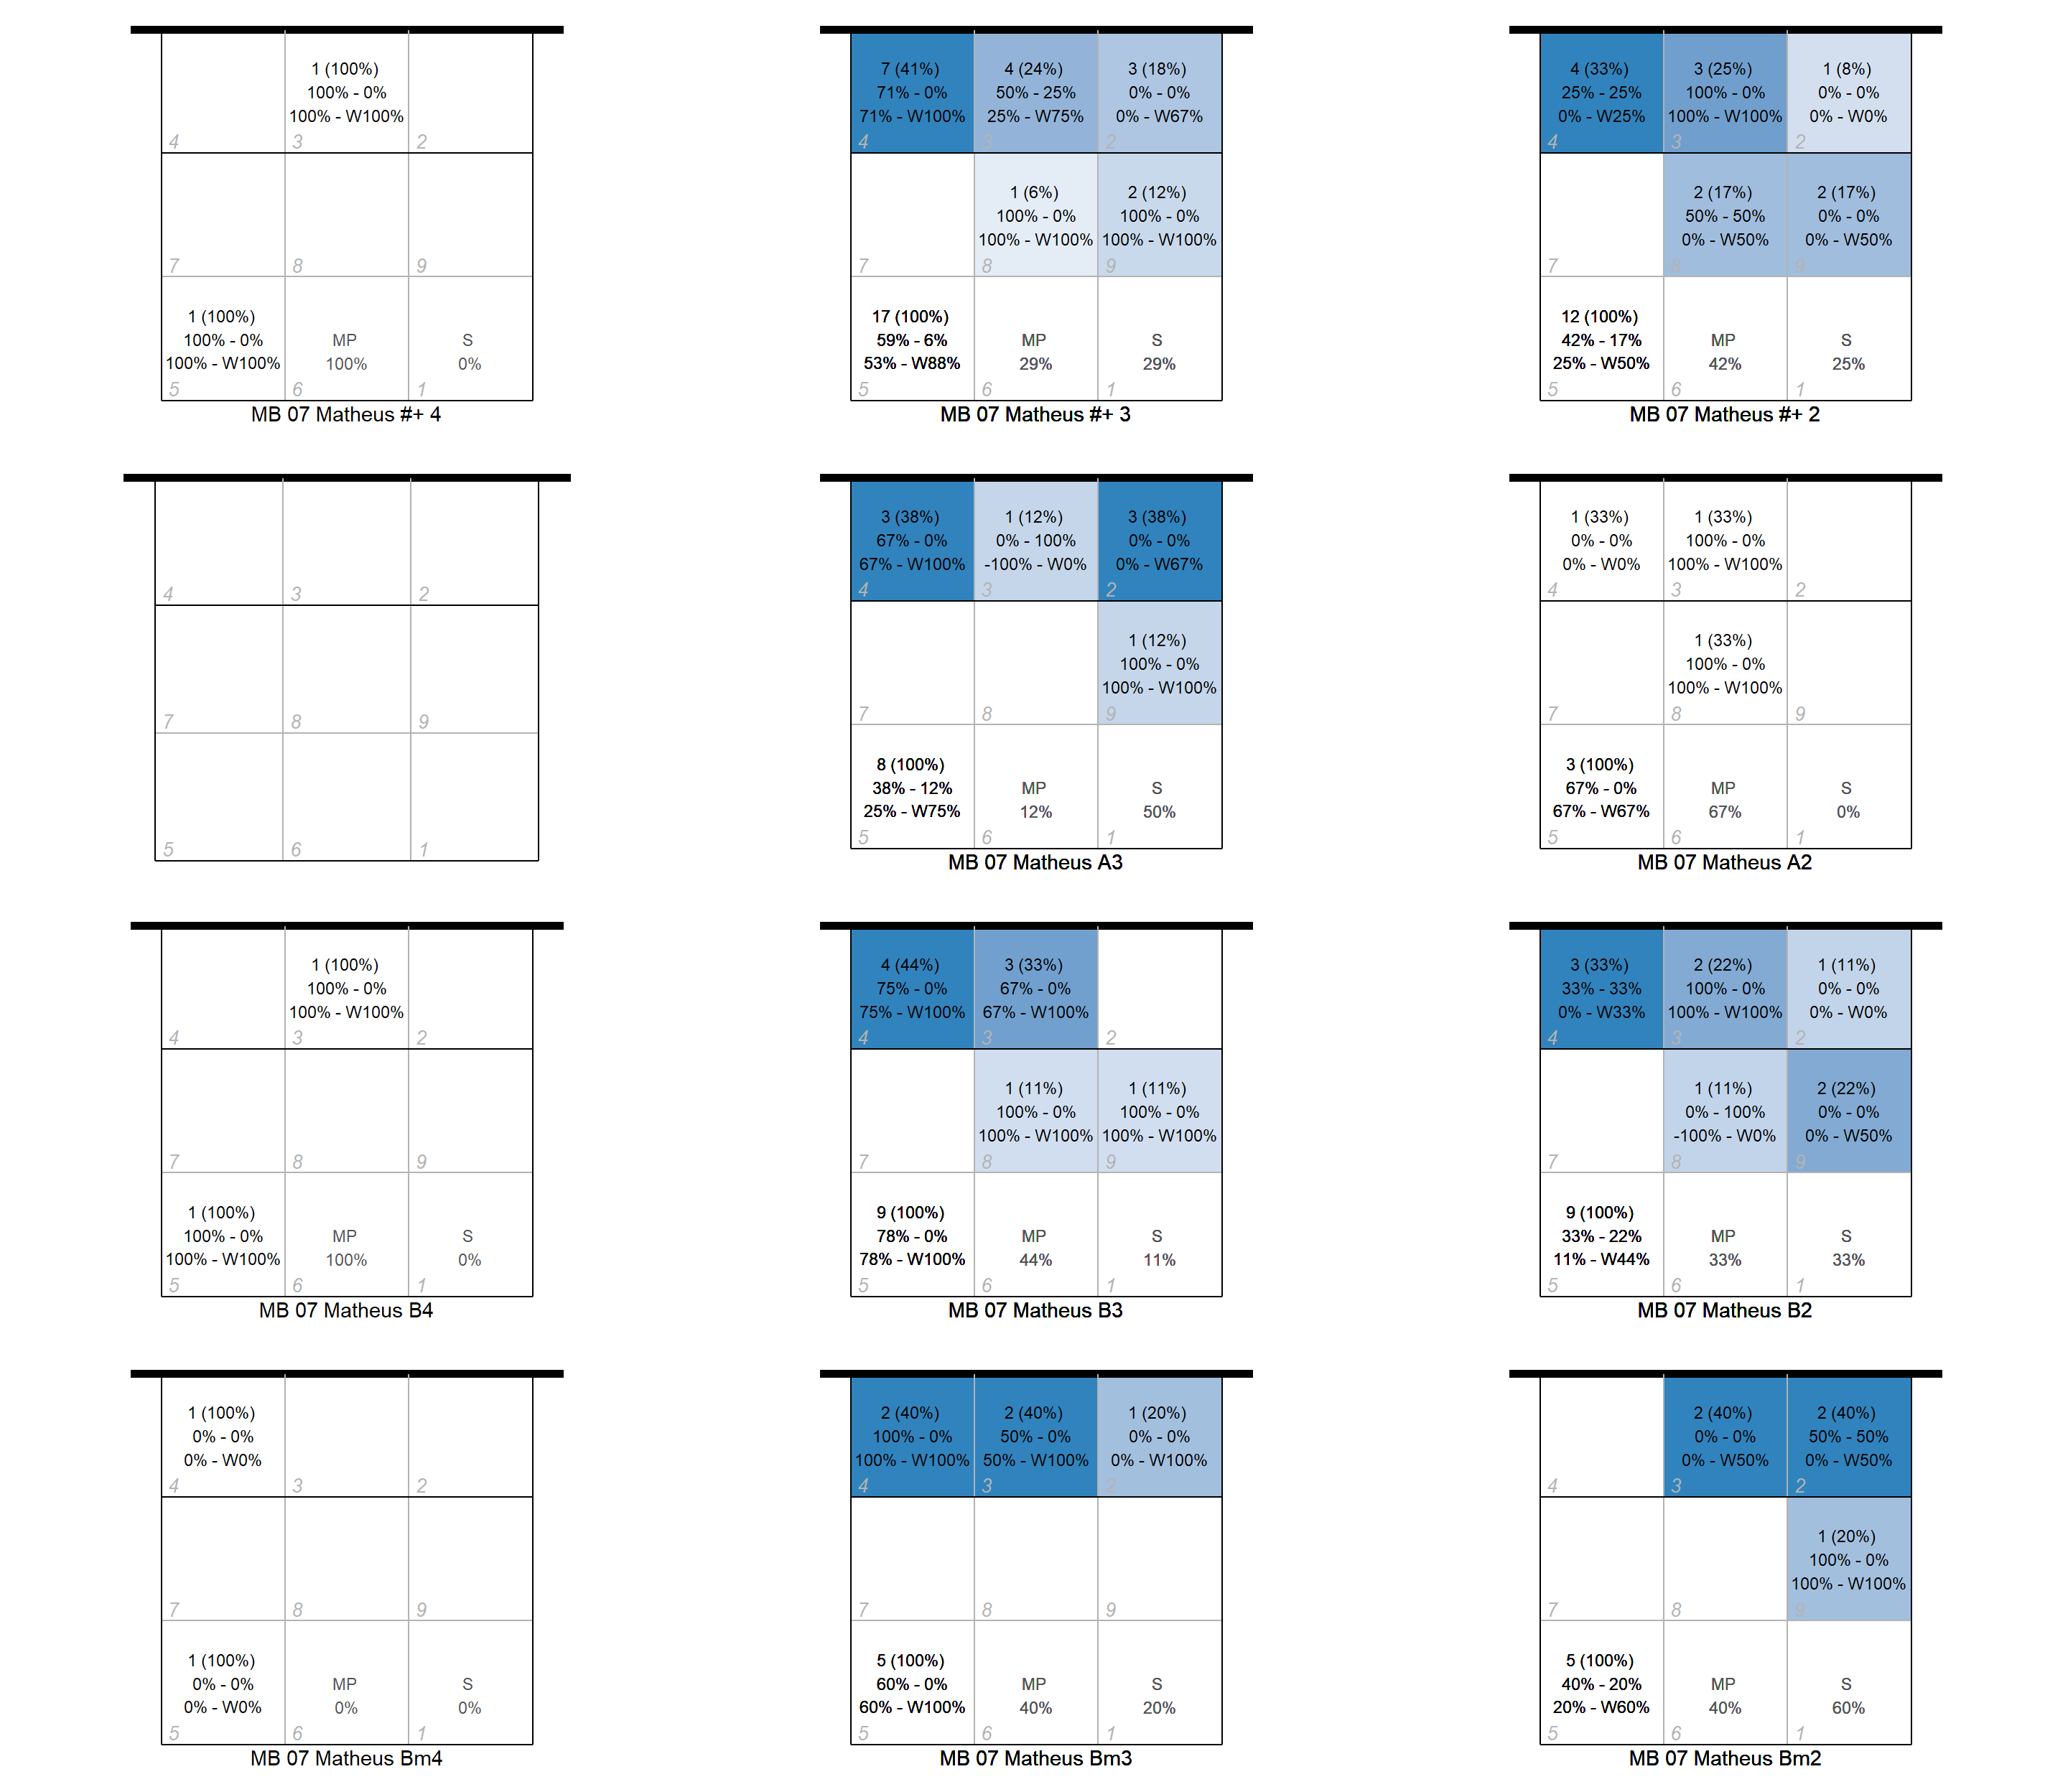 1 (100%)
100% - 0%
100% - W100%
4
3
2
7
8
9
1 (100%)
100% - 0%
100% - W100%
MP
100%
S
0%
5
6
1
MB 07 Matheus #+ 4
7 (41%)
71% - 0%
71% - W100%
4 (24%)
50% - 25%
25% - W75%
3 (18%)
0% - 0%
0% - W67%
4
3
2
1 (6%)
100% - 0%
100% - W100%
2 (12%)
100% - 0%
100% - W100%
7
8
9
17 (100%)
59% - 6%
53% - W88%
MP
29%
S
29%
5
6
1
MB 07 Matheus #+ 3
4 (33%)
25% - 25%
0% - W25%
3 (25%)
100% - 0%
100% - W100%
1 (8%)
0% - 0%
0% - W0%
4
3
2
2 (17%)
50% - 50%
0% - W50%
2 (17%)
0% - 0%
0% - W50%
7
8
9
12 (100%)
42% - 17%
25% - W50%
MP
42%
S
25%
5
6
1
MB 07 Matheus #+ 2
4
3
2
7
8
9
5
6
1
3 (38%)
67% - 0%
67% - W100%
1 (12%)
0% - 100%
-100% - W0%
3 (38%)
0% - 0%
0% - W67%
4
3
2
1 (12%)
100% - 0%
100% - W100%
7
8
9
8 (100%)
38% - 12%
25% - W75%
MP
12%
S
50%
5
6
1
MB 07 Matheus A3
1 (33%)
0% - 0%
0% - W0%
1 (33%)
100% - 0%
100% - W100%
4
3
2
1 (33%)
100% - 0%
100% - W100%
7
8
9
3 (100%)
67% - 0%
67% - W67%
MP
67%
S
0%
5
6
1
MB 07 Matheus A2
1 (100%)
100% - 0%
100% - W100%
4
3
2
7
8
9
1 (100%)
100% - 0%
100% - W100%
MP
100%
S
0%
5
6
1
MB 07 Matheus B4
4 (44%)
75% - 0%
75% - W100%
3 (33%)
67% - 0%
67% - W100%
4
3
2
1 (11%)
100% - 0%
100% - W100%
1 (11%)
100% - 0%
100% - W100%
7
8
9
9 (100%)
78% - 0%
78% - W100%
MP
44%
S
11%
5
6
1
MB 07 Matheus B3
3 (33%)
33% - 33%
0% - W33%
2 (22%)
100% - 0%
100% - W100%
1 (11%)
0% - 0%
0% - W0%
4
3
2
1 (11%)
0% - 100%
-100% - W0%
2 (22%)
0% - 0%
0% - W50%
7
8
9
9 (100%)
33% - 22%
11% - W44%
MP
33%
S
33%
5
6
1
MB 07 Matheus B2
1 (100%)
0% - 0%
0% - W0%
4
3
2
7
8
9
1 (100%)
0% - 0%
0% - W0%
MP
0%
S
0%
5
6
1
MB 07 Matheus Bm4
2 (40%)
100% - 0%
100% - W100%
2 (40%)
50% - 0%
50% - W100%
1 (20%)
0% - 0%
0% - W100%
4
3
2
7
8
9
5 (100%)
60% - 0%
60% - W100%
MP
40%
S
20%
5
6
1
MB 07 Matheus Bm3
2 (40%)
0% - 0%
0% - W50%
2 (40%)
50% - 50%
0% - W50%
4
3
2
1 (20%)
100% - 0%
100% - W100%
7
8
9
5 (100%)
40% - 20%
20% - W60%
MP
40%
S
60%
5
6
1
MB 07 Matheus Bm2